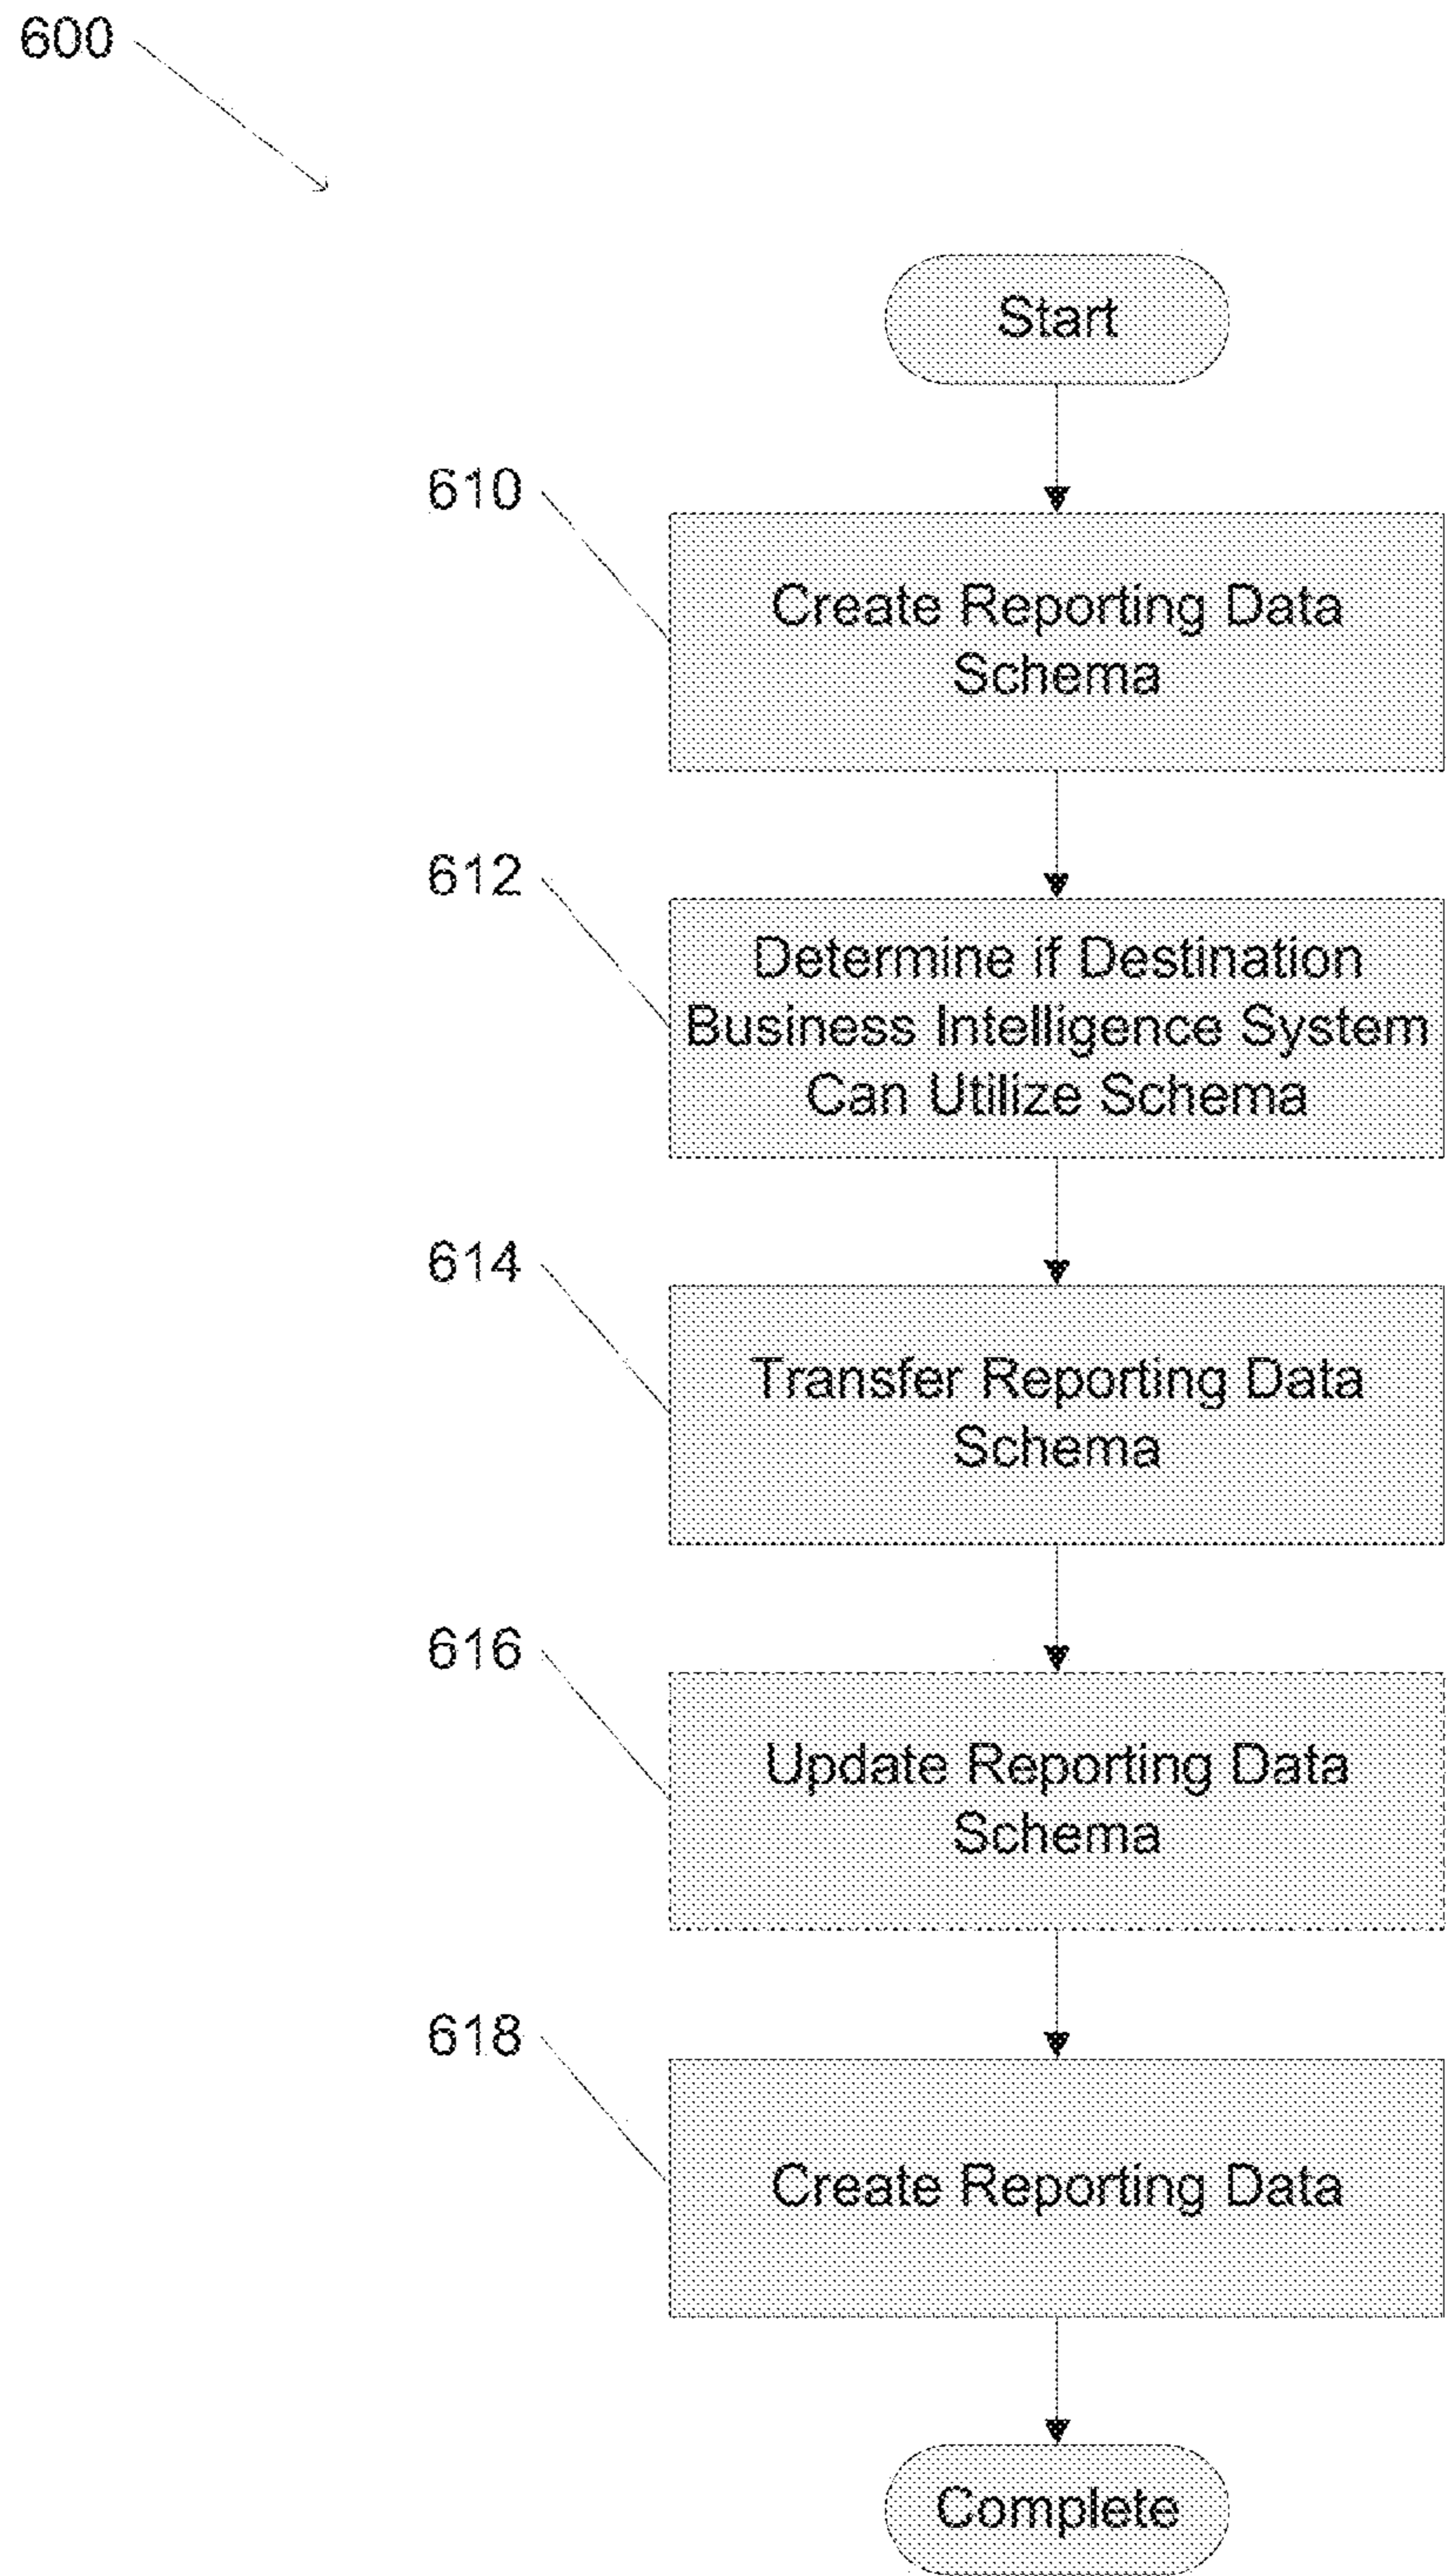 600
Start
610
Create Reporting Data
Schema
612
Determine if Destination
Business Intelligence System
Can Utilize Schema
614
Transfer Reporting Data
Schema
616
Update Reporting Data
Schema
618
Create Reporting Data
Complete